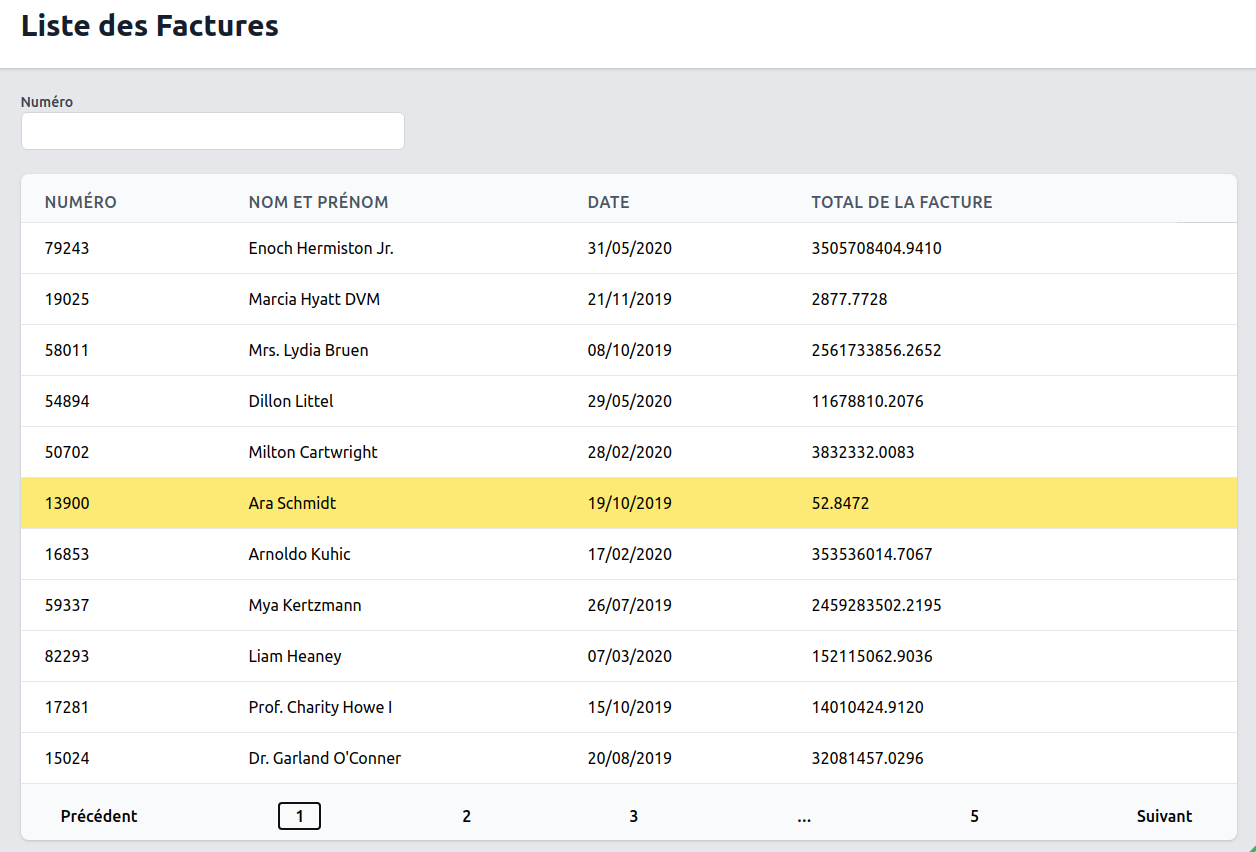 Liste des Factures
Numéro
NUMÉRO NOM ET PRÉNOM DATE TOTAL DE LA FACTURE
79243 Enoch Hermiston Jr. 31/05/2020 3505708404.9410
19025 Marcia Hyatt DVM 21/11/2019 2877.7728
58011 Mrs. Lydia Bruen 08/10/2019 2561733856.2652
54894 Dillon Littel 29/05/2020 11678810.2076
50702 Milton Cartwright 28/02/2020 3832332.0083
13900 Ara Schmidt 19/10/2019 52.8472
16853 Arnoldo Kuhic 17/02/2020 353536014.7067
59337 Mya Kertzmann 26/07/2019 2459283502.2195
82293 Liam Heaney 07/03/2020 152115062.9036
17281 Prof. Charity Howe I 15/10/2019 14010424.9120
15024 Dr. Garland O'Conner 20/08/2019 32081457.0296
Précédent 1 2 3 ... 5 Suivant